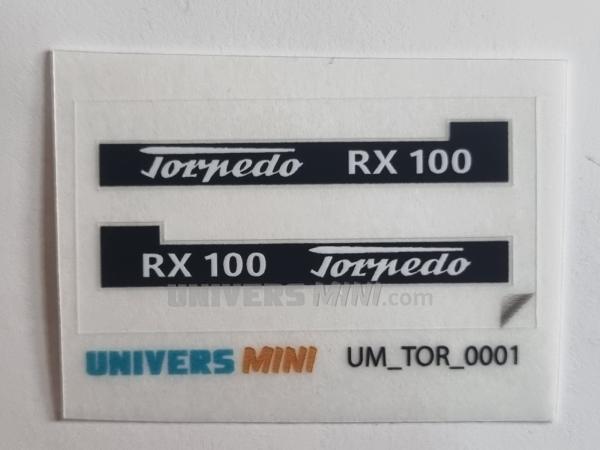 Torpedo RX 100
RX 100 Torpedo
UNIVERS MINI.com
UNIVERS MINI UM_TOR_0001